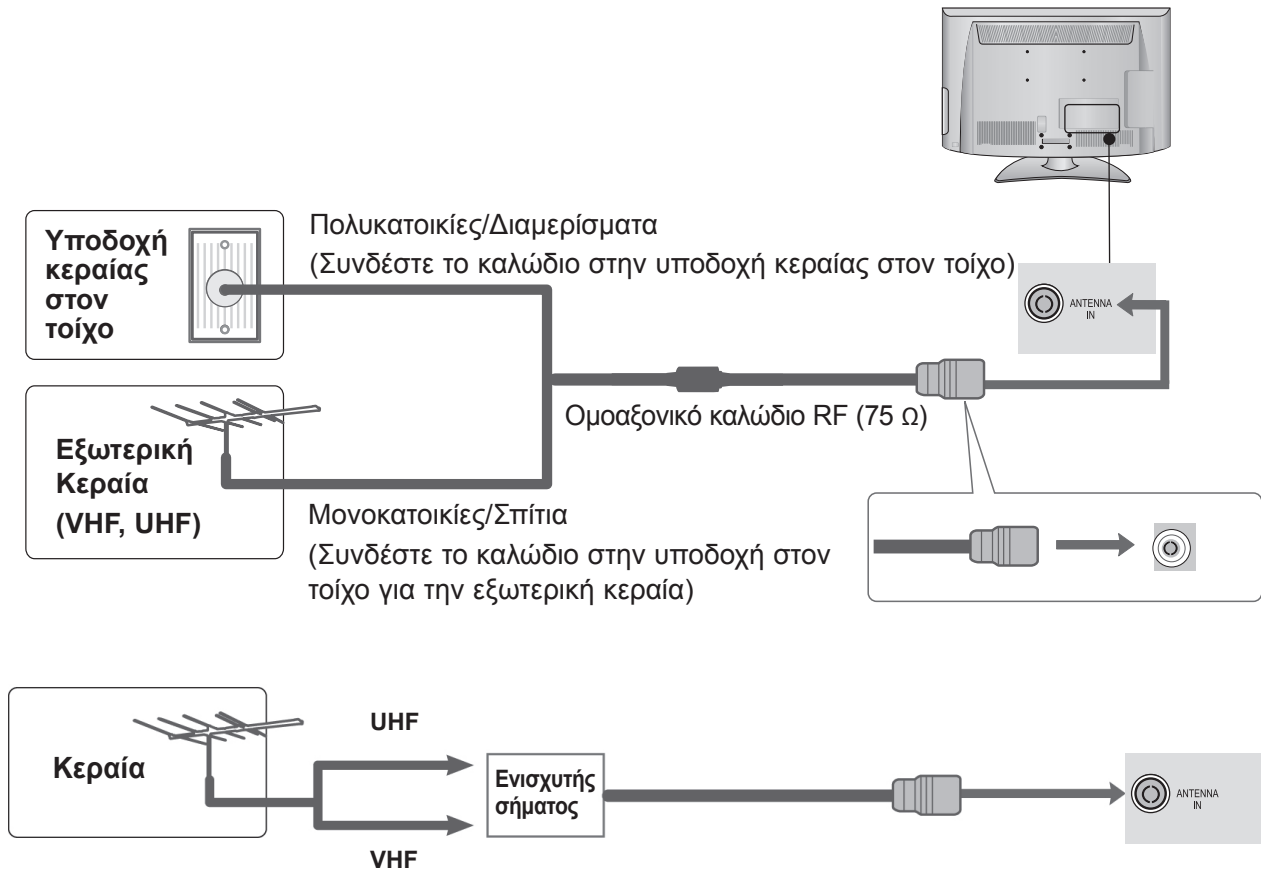 Υποδοχή
κεραίας
στον
τοίχο
Πολυκατοικίες/Διαμερίσματα
(Συνδέστε το καλώδιο στην υποδοχή κεραίας στον τοίχο)
ANTENNA
IN
Ομοαξονικό καλώδιο RF (75 Ω)
Εξωτερική
Κεραία
(VHF, UHF)
Μονοκατοικίες/Σπίτια
(Συνδέστε το καλώδιο στην υποδοχή στον
τοίχο για την εξωτερική κεραία)
Κεραία
UHF
VHF
Ενισχυτής
σήματος
ANTENNA
IN